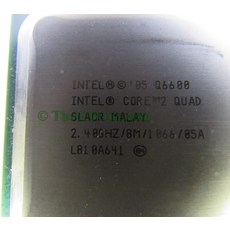 INTEL®©'05 Q6600
INTEL® CORE™2 QUAD
SLACR MALAY
2.40GHZ/8M/1066/05A
L818A641